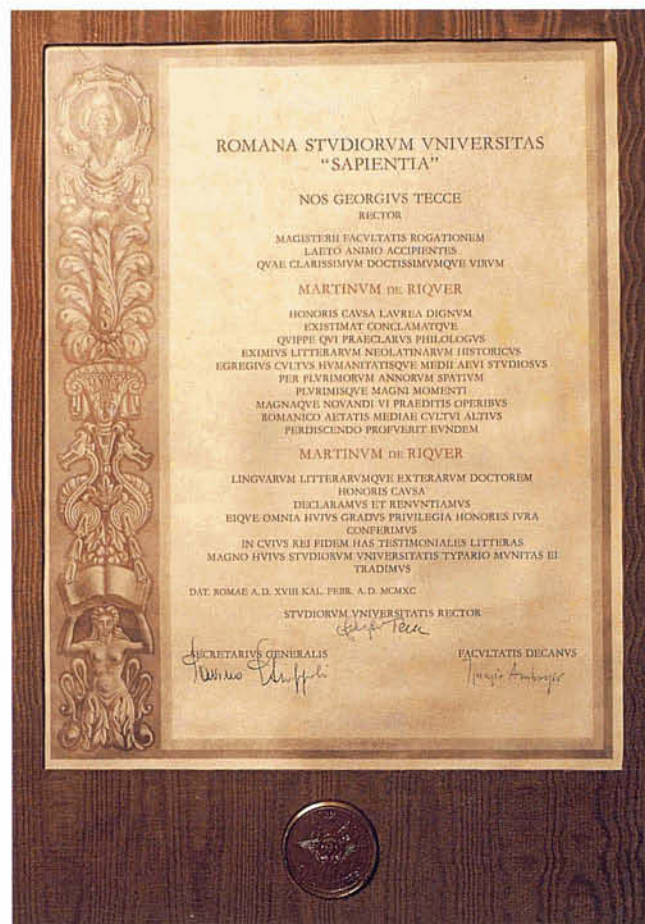 ROMANA STVDIORVM VNIVERSITAS
"SAPIENTIA"
NOS GEORGIVS TECCE
RECTOR
MAGISTERII FACVLTATIS ROGATIONEM
LAETO ANIMO ACCIPIENTES
QVAE CLARISSIMVM DOCTISSIMVMQVE VIRVM
MARTINVM DE RIQVER
HONORIS CAVSA LAVREA DIGNVM
EXISTIMAT CONCLAMATQVE
QVIPPE QVI PRAECLARVS PHILOLOGVS
EXIMIVS LITTERARVM NEOLATINARVM HISTORICVS
EGREGIVS CVLTVS HVMANITATISQVE MEDII AEVI STVDIOSVS
PER PLVRIMORVM ANNORVM SPATIVM
PLVRIMISQVE MAGNI MOMENTI
MAGNAQVE NOVANDI VI PRAEDITIS OPERIBVS
ROMANICO AETATIS MEDIAE CVLTVI ALTIVS
PERDISCENDO PROFVERIT EVNDEM
MARTINVM DE RIQVER
LINGVARVM LITTERARVMQVE EXTERARVM DOCTOREM
HONORIS CAVSA
DECLARAMVS ET RENVNTIAMVS
EIQVE OMNIA HVIVS GRADVS PRIVILEGIA HONORES IVRA
CONFERIMVS
IN CVIVS REI FIDEM HAS TESTIMONIALES LITTERAS
MAGNO HVIVS STVDIORVM VNIVERSITATIS TYPARIO MVNITAS EI
TRADIMVS
DAT. ROMAE A. D. XVIII KAL. FEBR. A. D. MCMXC
STVDIORVM VNIVERSITATIS RECTOR
SECRETARIVS GENERALIS
FACVLTATIS DECANVS